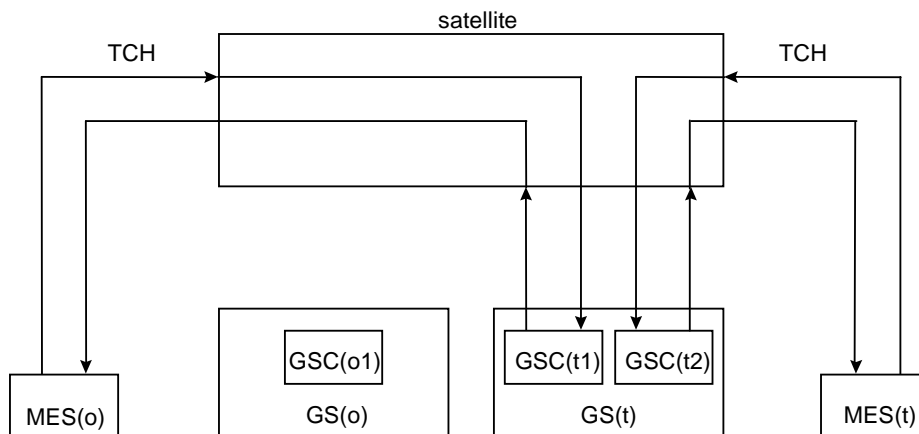 satellite
TCH
TCH
GSC(o1)
GSC(t1)
GSC(t2)
MES(o)
GS(o)
GS(t)
MES(t)